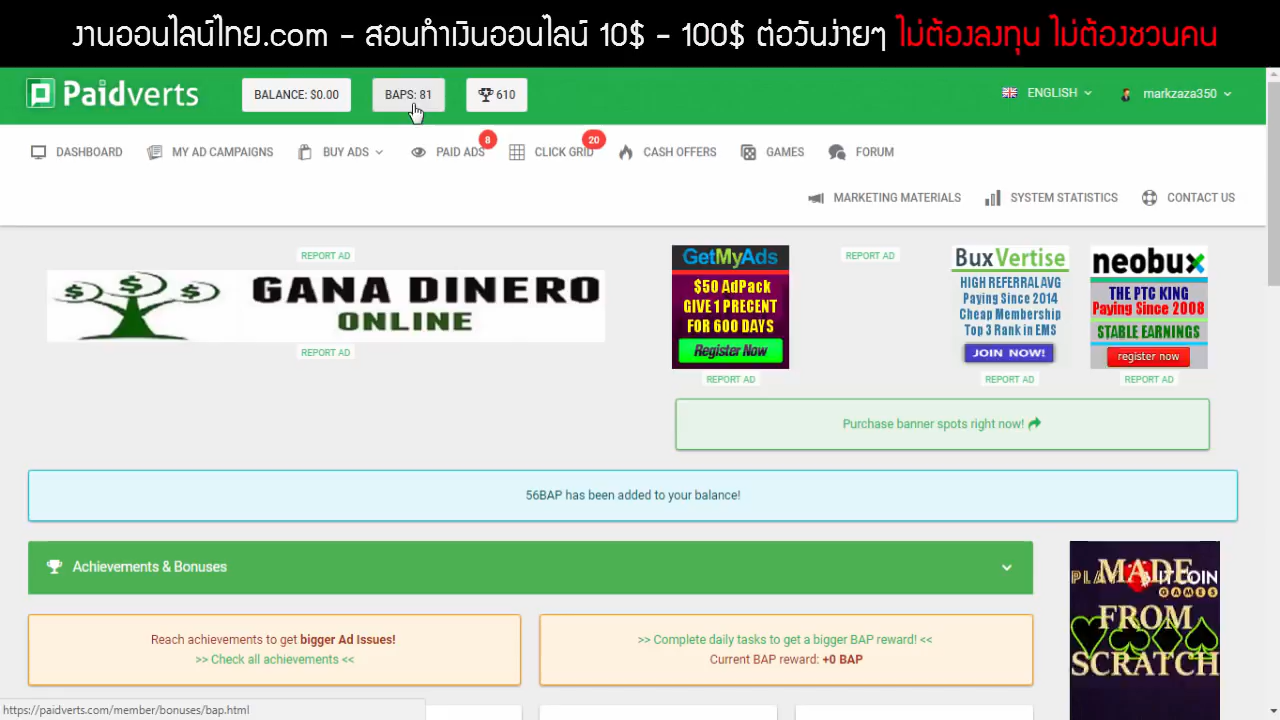 งานออนไลน์ไทย.com - สอนทำเงินออนไลน์ 10$ - 100$ ต่อวันง่ายๆ ไม่ต้องลงทุน ไม่ต้องชวนคน
Paidverts
BALANCE: $0.00
BAPS: 81
610
ENGLISH
markzaza350
DASHBOARD
MY AD CAMPAIGNS
BUY ADS
PAID ADS
8
CLICK GRID
20
CASH OFFERS
GAMES
FORUM
MARKETING MATERIALS
SYSTEM STATISTICS
CONTACT US
REPORT AD
GANA DINERO
ONLINE
REPORT AD
GetMyAds
$50 AdPack
GIVE 1 PRECENT
FOR 600 DAYS
Register Now
REPORT AD
REPORT AD
BuxVertise
HIGH REFERRAL AVG
Paying Since 2014
Cheap Membership
Top 3 Rank in EMS
JOIN NOW!
REPORT AD
neobux
THE PTC KING
Paying Since 2008
STABLE EARNINGS
register now
REPORT AD
Purchase banner spots right now!
56BAP has been added to your balance!
Achievements & Bonuses
Reach achievements to get bigger Ad Issues!
>> Check all achievements <<
>> Complete daily tasks to get a bigger BAP reward! <<
Current BAP reward: +0 BAP
MADE
FROM
SCRATCH
GAMES
https://paidverts.com/member/bonuses/bap.html